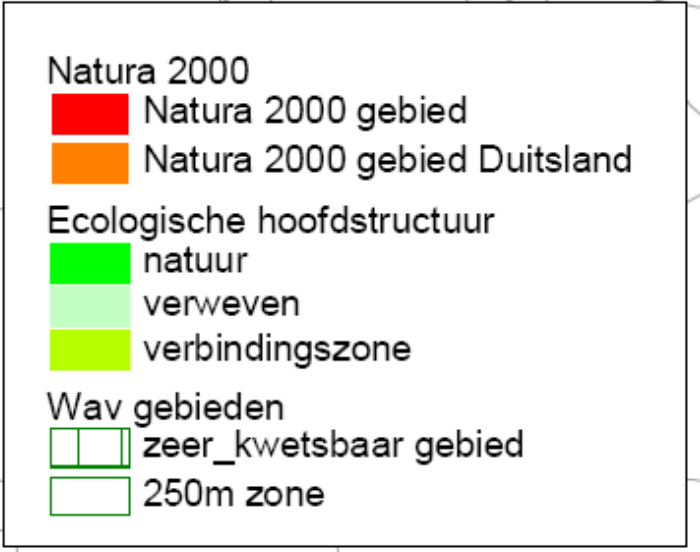 Natura 2000
Natura 2000 gebied
Natura 2000 gebied Duitsland
Ecologische hoofdstructuur
natuur
verweven
verbindingszone
Wav gebieden
zeer_kwetsbaar gebied
250m zone